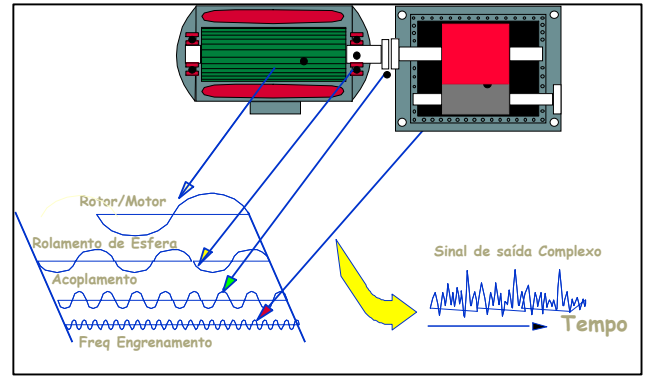 Rotor/Motor
Rolamento de Esfera
Acoplamento
Freq Engrenamento
Sinal de saída Complexo
Tempo